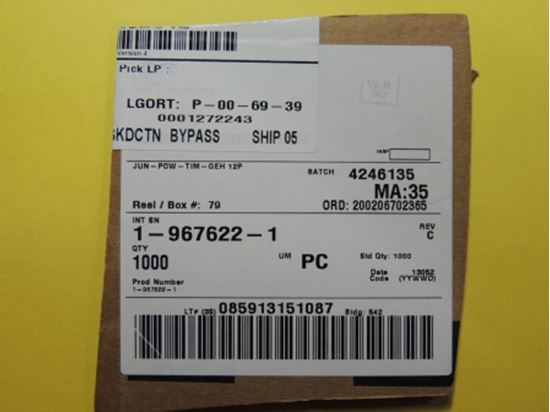 Version 4
Pick LP :
LGORT: P-00-69-39
0001272243
SKDCTN BYPASS SHIP 05
JUN-POW-TIM-GEH 12P
BATCH 4246135
MA:35
Reel / Box #: 79
ORD: 200206702365
INT SN
1-967622-1
REV
C
QTY
1000
UM PC
Std Qty: 1000
Date Code 13052 (YYWWD)
Prod Number
1-967622-1
LT# (3S) 085913151087 Bldg: 542